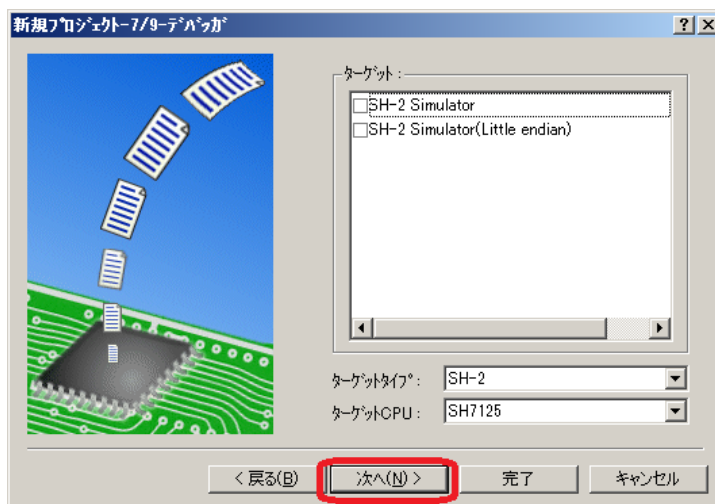 新規ﾌﾟﾛｼﾞｪｸﾄ-7/9-ﾃﾞﾊﾞｯｶﾞ
ﾀｰｹﾞｯﾄ :
SH-2 Simulator
SH-2 Simulator(Little endian)
ﾀｰｹﾞｯﾄﾀｲﾌﾟ :
SH-2
ﾀｰｹﾞｯﾄCPU :
SH7125
< 戻る(B)
次へ(N) >
完了
ｷｬﾝｾﾙ